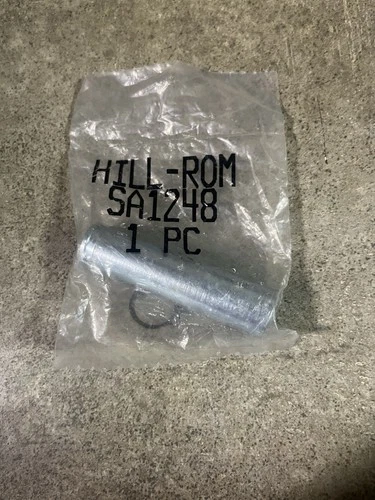 HILL-ROM
SA1248
1 PC